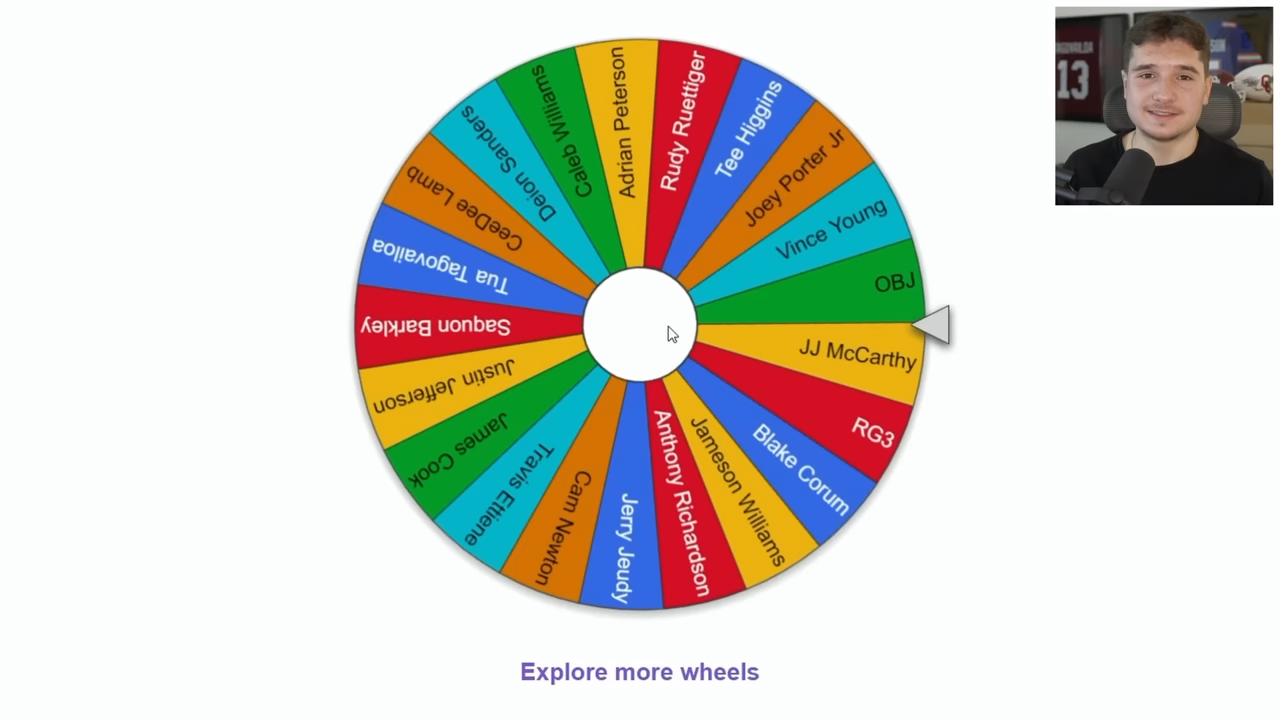 Adrian Peterson
Rudy Ruettiger
Tee Higgins
Joey Porter Jr
Vince Young
OBJ
JJ McCarthy
RG3
Blake Corum
Jameson Williams
Anthony Richardson
Jerry Jeudy
Cam Newton
Travis Ettiene
James Cook
Justin Jefferson
Saquon Barkley
Tua Tagovailoa
CeeDee Lamb
Deion Sanders
Caleb Williams
Explore more wheels
13